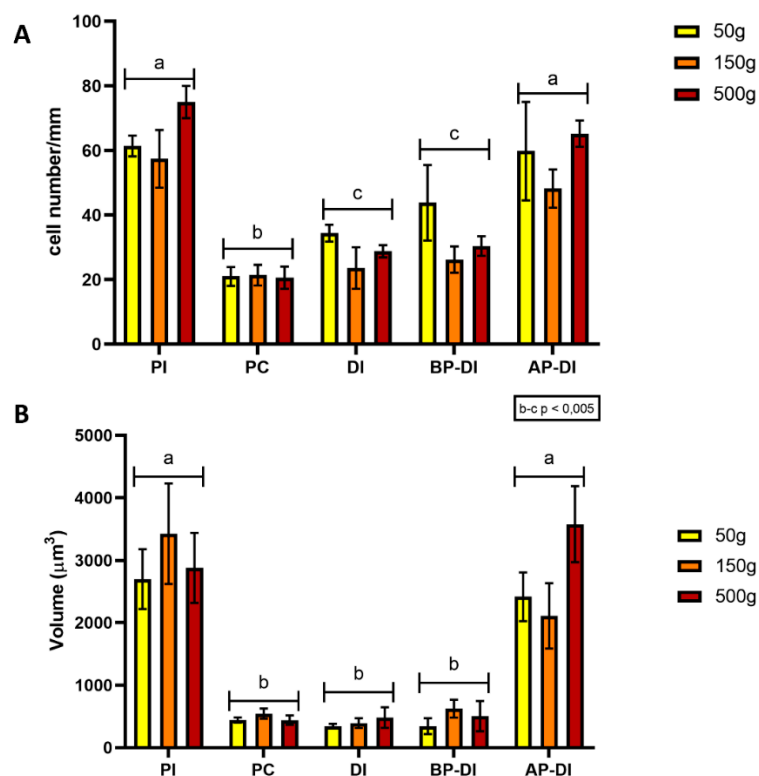 A
100
80
60
40
20
0
cell number/mm
a
b
c
c
a
PI PC DI BP-DI AP-DI
50g
150g
500g
b-c p < 0,005
B
5000
4000
3000
2000
1000
0
Volume (µm³)
a
b
b
b
a
PI PC DI BP-DI AP-DI
50g
150g
500g